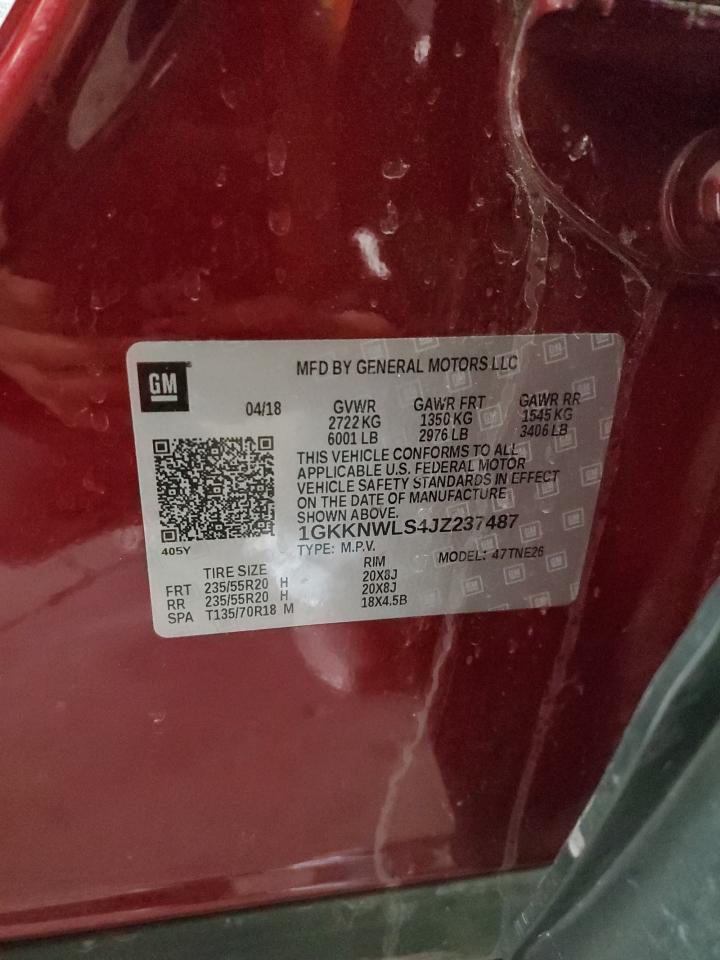 GM
MFD BY GENERAL MOTORS LLC
04/18 GVWR GAWR FRT GAWR RR
2722 KG 1350 KG 1545 KG
6001 LB 2976 LB 3406 LB
THIS VEHICLE CONFORMS TO ALL
APPLICABLE U.S. FEDERAL MOTOR
VEHICLE SAFETY STANDARDS IN EFFECT
ON THE DATE OF MANUFACTURE
SHOWN ABOVE.
1GKKNWLS4JZ237487
405Y TYPE: M.P.V. MODEL: 47TNE26
TIRE SIZE RIM
FRT 235/55R20 H 20X8J
RR 235/55R20 H 20X8J
SPA T135/70R18 M 18X4.5B